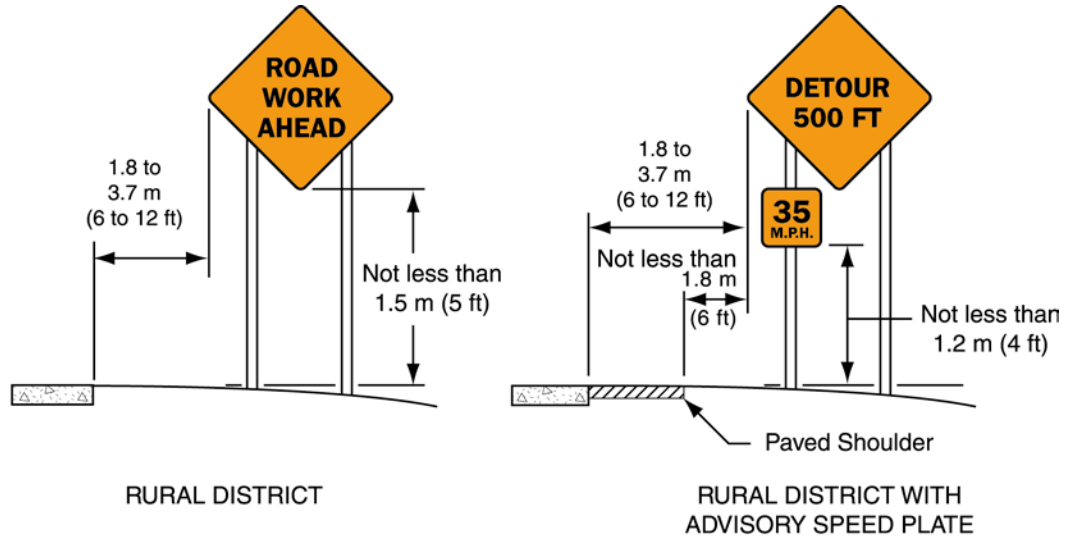 ROAD
WORK
AHEAD
1.8 to
3.7 m
(6 to 12 ft)
Not less than
1.5 m (5 ft)
RURAL DISTRICT
DETOUR
500 FT
1.8 to
3.7 m
(6 to 12 ft)
35
M.P.H.
Not less than
1.8 m
(6 ft)
Not less than
1.2 m (4 ft)
Paved Shoulder
RURAL DISTRICT WITH
ADVISORY SPEED PLATE